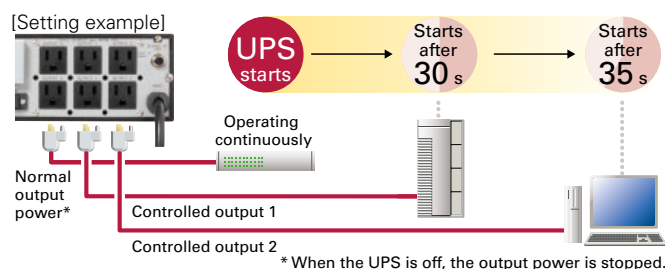 [Setting example]
UPS
starts
Starts
after
30 s
Starts
after
35 s
Operating
continuously
Normal
output
power*
Controlled output 1
Controlled output 2
* When the UPS is off, the output power is stopped.